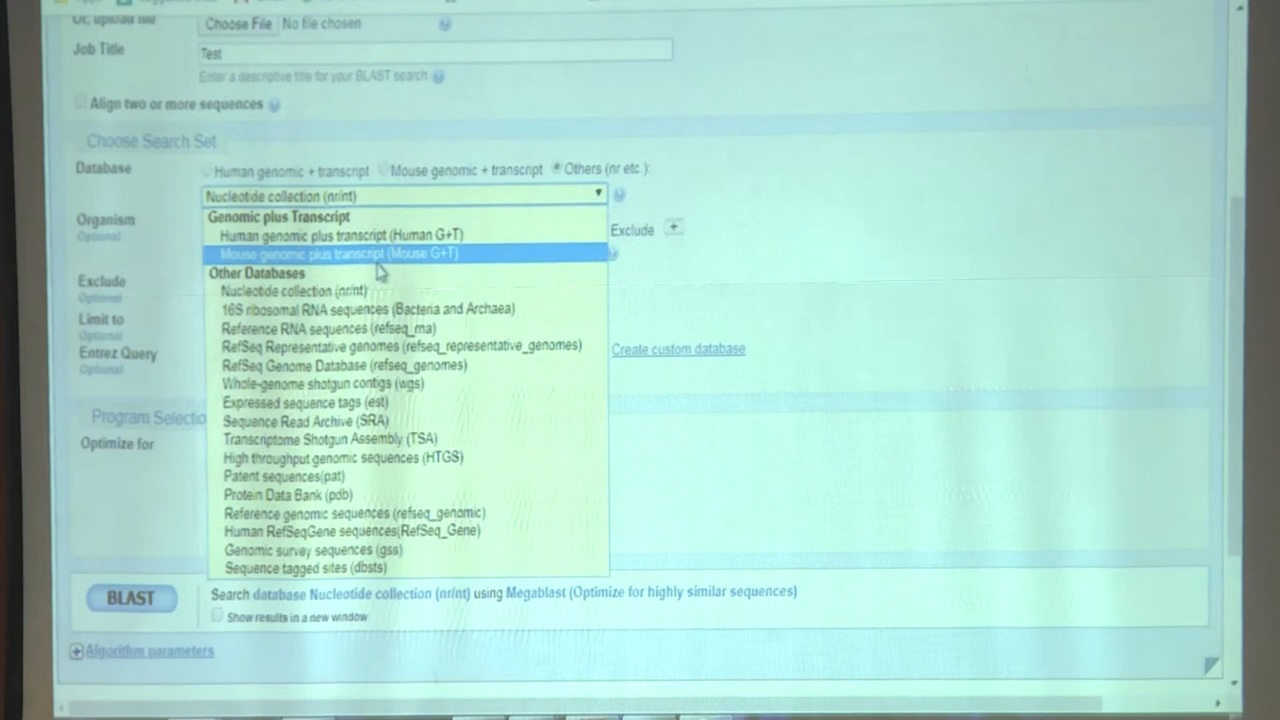 Or, upload file Choose File No file chosen
Job Title Test
Enter a descriptive title for your BLAST search
Align two or more sequences
Choose Search Set
Database Human genomic + transcript Mouse genomic + transcript Others (nr etc.):
Nucleotide collection (nr/nt)
Organism Genomic plus Transcript
Optional Human genomic plus transcript (Human G+T) Exclude +
Mouse genomic plus transcript (Mouse G+T)
Exclude Other Databases
Optional Nucleotide collection (nr/nt)
16S ribosomal RNA sequences (Bacteria and Archaea)
Limit to Reference RNA sequences (refseq_rna)
Optional
Entrez Query RefSeq Representative genomes (refseq_representative_genomes) Create custom database
Optional RefSeq Genome Database (refseq_genomes)
Whole-genome shotgun contigs (wgs)
Expressed sequence tags (est)
Program Selectio Sequence Read Archive (SRA)
Optimize for Transcriptome Shotgun Assembly (TSA)
High throughput genomic sequences (HTGS)
Patent sequences(pat)
Protein Data Bank (pdb)
Reference genomic sequences (refseq_genomic)
Human RefSeqGene sequences(RefSeq_Gene)
Genomic survey sequences (gss)
Sequence tagged sites (dbsts)
BLAST Search database Nucleotide collection (nr/nt) using Megablast (Optimize for highly similar sequences)
Show results in a new window
Algorithm parameters